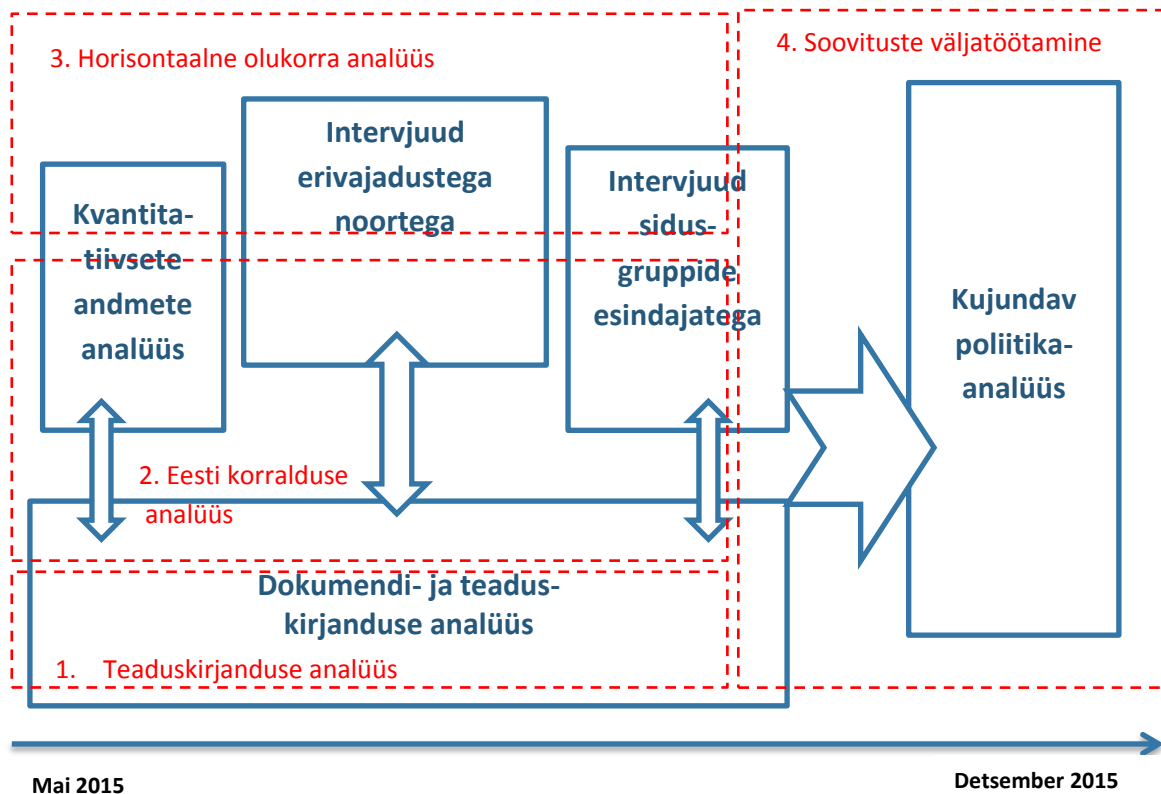 3. Horisontaalne olukorra analüüs
4. Soovituste väljatöötamine
Kvantita-
tiivsete
andmete
analüüs
Intervjuud
erivajadustega
noortega
Intervjuud
sidus-
gruppide
esindajatega
Kujundav
poliitika-
analüüs
2. Eesti korralduse
analüüs
Dokumendi- ja teadus-
kirjanduse analüüs
1. Teaduskirjanduse analüüs
Mai 2015
Detsember 2015